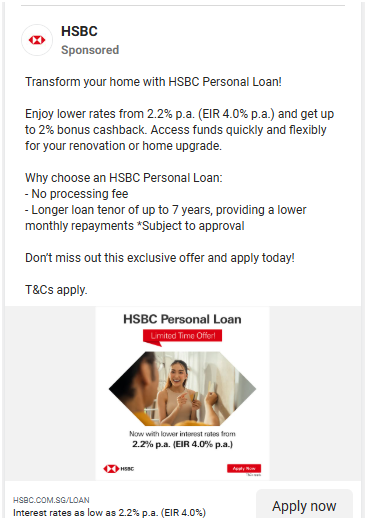 HSBC
Sponsored
Transform your home with HSBC Personal Loan!
Enjoy lower rates from 2.2% p.a. (EIR 4.0% p.a.) and get up
to 2% bonus cashback. Access funds quickly and flexibly
for your renovation or home upgrade.
Why choose an HSBC Personal Loan:
- No processing fee
- Longer loan tenor of up to 7 years, providing a lower
monthly repayments *Subject to approval
Don't miss out this exclusive offer and apply today!
T&Cs apply.
HSBC Personal Loan
Limited Time Offer!
Now with lower interest rates from
2.2% p.a. (EIR 4.0% p.a.)
HSBC
Apply Now
HSBC.COM.SG/LOAN
Interest rates as low as 2.2% p.a. (EIR 4.0%)
Apply now